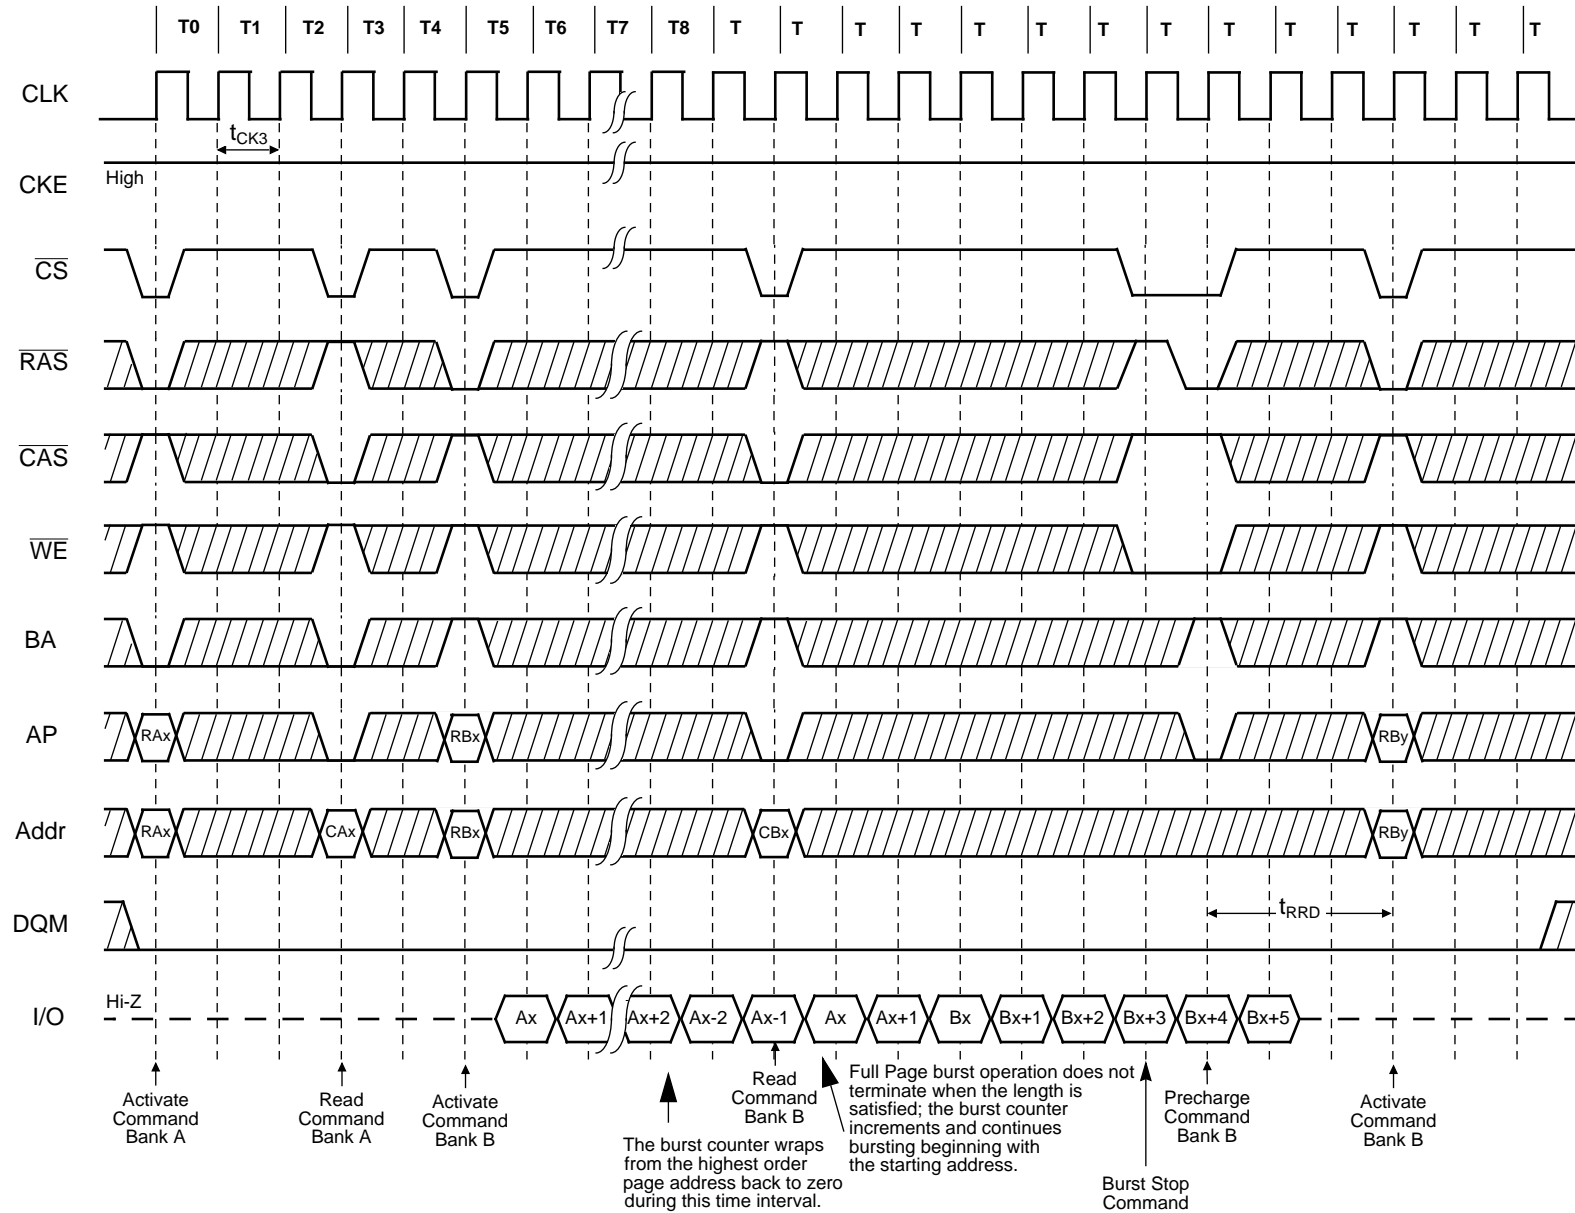 T0 T1 T2 T3 T4 T5 T6 T7 T8 T T T T T T T T T T T T T T
CLK
tCK3
CKE
High
CS
RAS
CAS
WE
BA
AP
RAx RBx RBy
Addr
RAx CAx RBx CBx RBy
DQM
tRRD
I/O
Hi-Z
Ax Ax+1 Ax+2 Ax-2 Ax-1 Ax Ax+1 Bx Bx+1 Bx+2 Bx+3 Bx+4 Bx+5
Activate
Command
Bank A
Read
Command
Bank A
Activate
Command
Bank B
The burst counter wraps
from the highest order
page address back to zero
during this time interval.
Read
Command
Bank B
Full Page burst operation does not
terminate when the length is
satisfied; the burst counter
increments and continues
bursting beginning with
the starting address.
Burst Stop
Command
Precharge
Command
Bank B
Activate
Command
Bank B